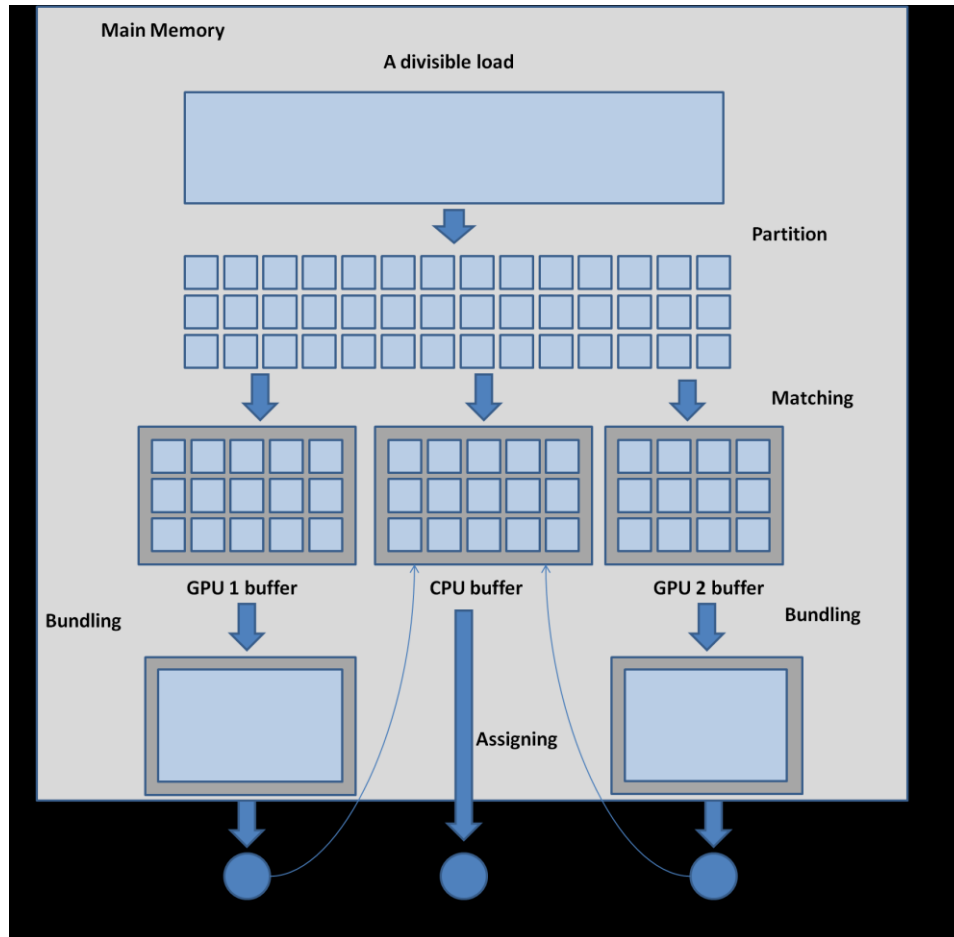 Main Memory
A divisible load
Partition
Matching
GPU 1 buffer
CPU buffer
GPU 2 buffer
Bundling
Bundling
Assigning